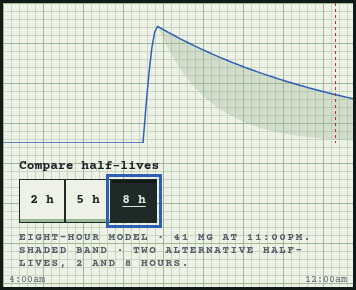 Compare half-lives
2 h 5 h 8 h
EIGHT-HOUR MODEL · 41 MG AT 11:00PM.
SHADED BAND · TWO ALTERNATIVE HALF-
LIVES, 2 AND 8 HOURS.
4:00am 12:00am